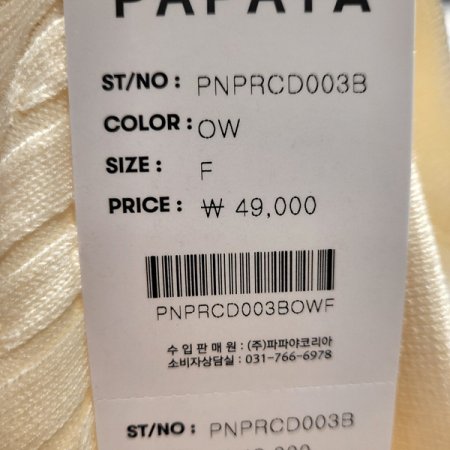 PAPAYA
ST/NO : PNPRCD003B
COLOR : OW
SIZE : F
PRICE : ₩ 49,000
PNPRCD003BOWF
수 입 판 매 원 : (주)파파야코리아
소비자상담실 : 031-766-6978
ST/NO : PNPRCD003B